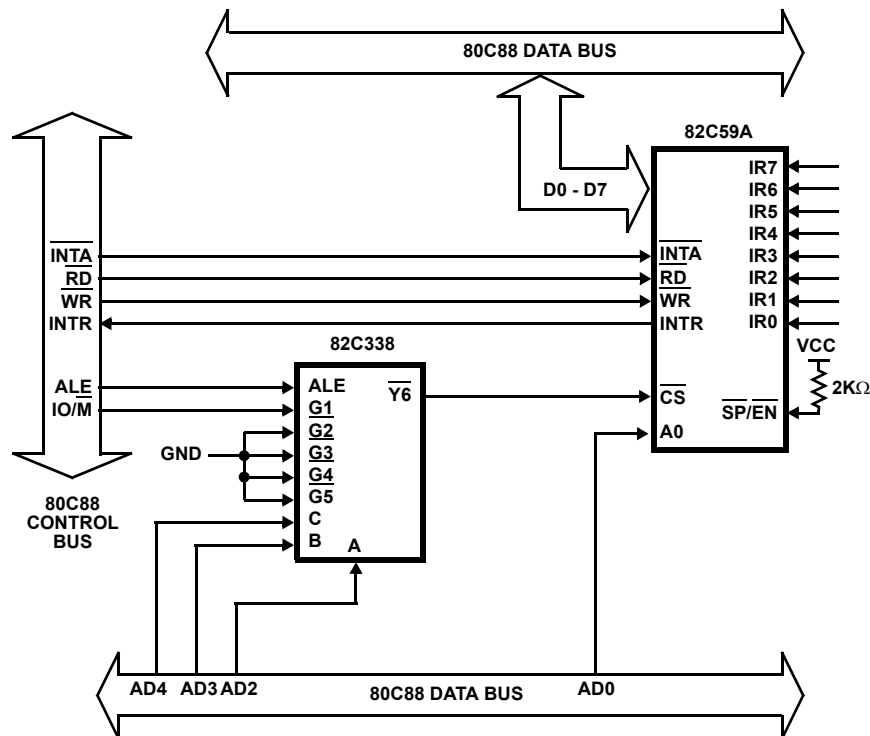 80C88 DATA BUS
82C59A
D0 - D7
IR7
IR6
IR5
IR4
IR3
IR2
IR1
IR0
INTA
RD
WR
INTR
INTA
RD
WR
INTR
82C338
VCC
2KΩ
ALE
IO/M
ALE
Y6
G1
G2
G3
G4
G5
C
B
A
CS
SP/EN
A0
GND
80C88
CONTROL
BUS
AD4
AD3
AD2
80C88 DATA BUS
AD0